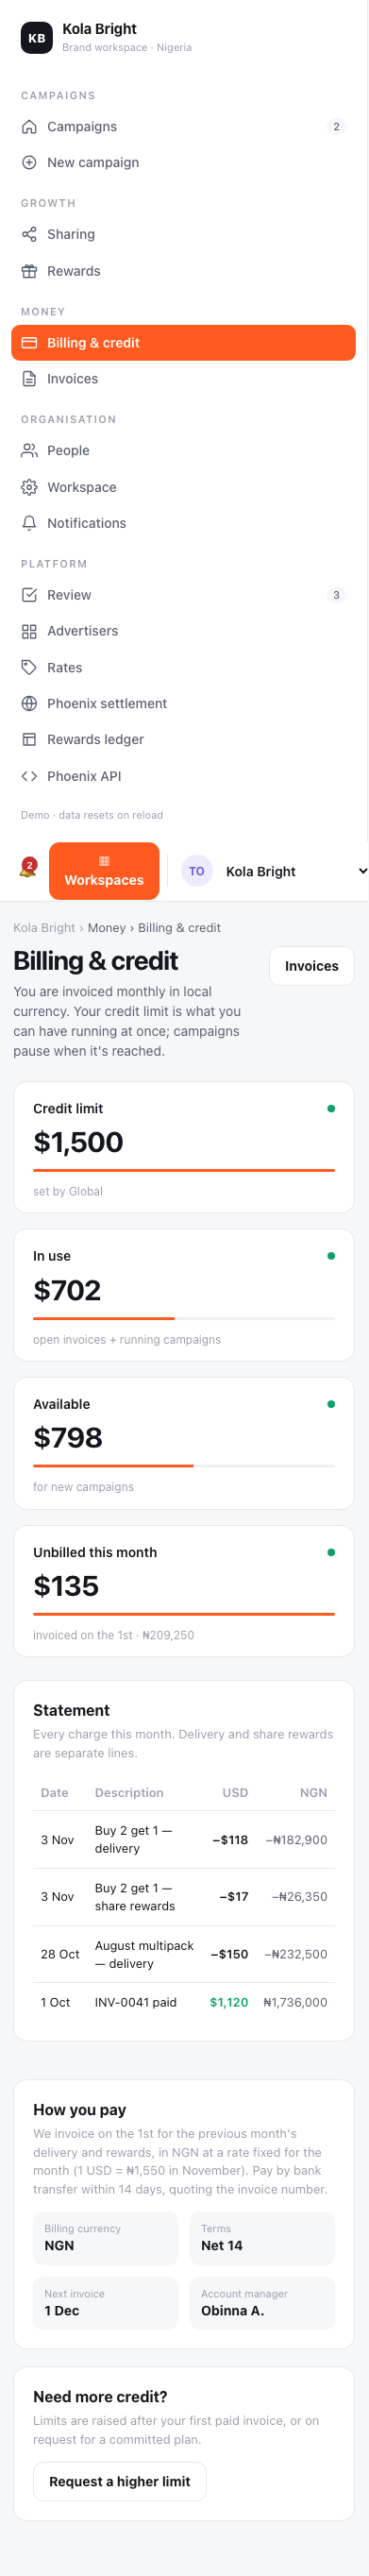 KB
Kola Bright
Brand workspace · Nigeria
CAMPAIGNS
Campaigns 2
New campaign
GROWTH
Sharing
Rewards
MONEY
Billing & credit
Invoices
ORGANISATION
People
Workspace
Notifications
PLATFORM
Review 3
Advertisers
Rates
Phoenix settlement
Rewards ledger
Phoenix API
Demo · data resets on reload
2
Workspaces
TO
Kola Bright
Kola Bright › Money › Billing & credit
Billing & credit
Invoices
You are invoiced monthly in local
currency. Your credit limit is what you
can have running at once; campaigns
pause when it's reached.
Credit limit
$1,500
set by Global
In use
$702
open invoices + running campaigns
Available
$798
for new campaigns
Unbilled this month
$135
invoiced on the 1st · ₦209,250
Statement
Every charge this month. Delivery and share rewards
are separate lines.
Date Description USD NGN
3 Nov Buy 2 get 1 — −$118 −₦182,900
delivery
3 Nov Buy 2 get 1 — −$17 −₦26,350
share rewards
28 Oct August multipack −$150 −₦232,500
— delivery
1 Oct INV-0041 paid $1,120 ₦1,736,000
How you pay
We invoice on the 1st for the previous month's
delivery and rewards, in NGN at a rate fixed for the
month (1 USD = ₦1,550 in November). Pay by bank
transfer within 14 days, quoting the invoice number.
Billing currency
NGN
Terms
Net 14
Next invoice
1 Dec
Account manager
Obinna A.
Need more credit?
Limits are raised after your first paid invoice, or on
request for a committed plan.
Request a higher limit